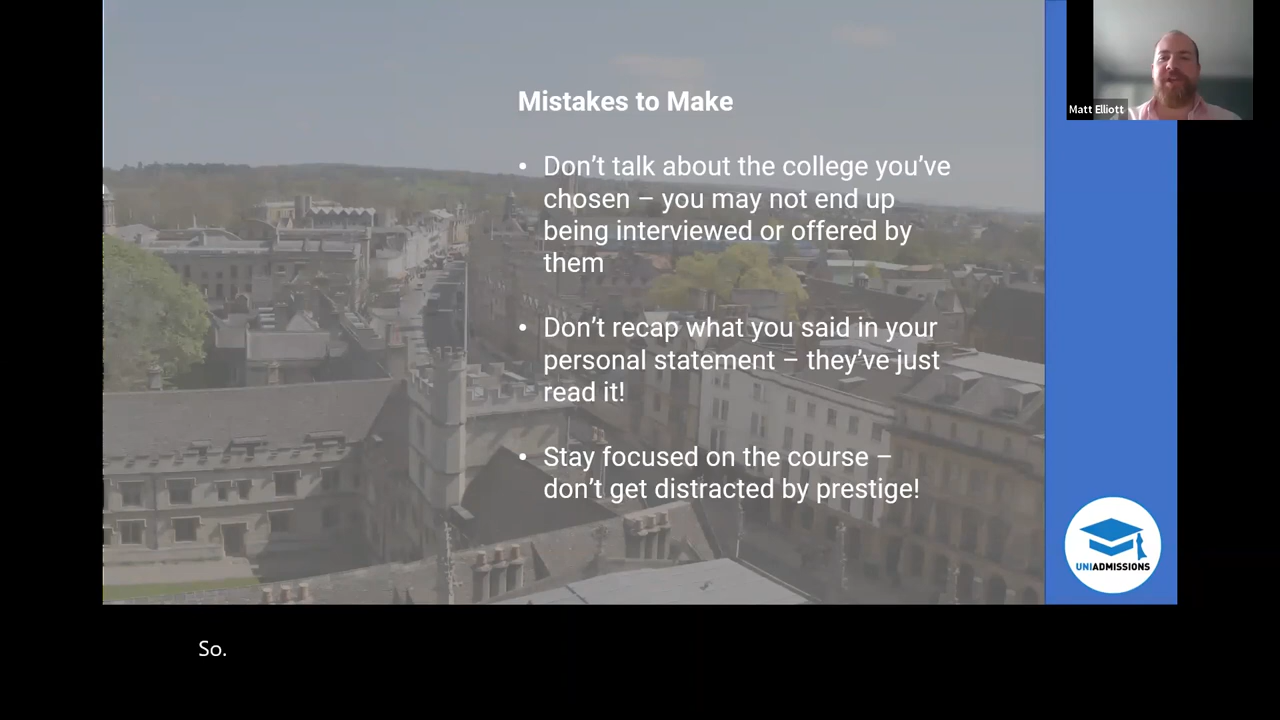 Mistakes to Make
• Don’t talk about the college you’ve
chosen – you may not end up
being interviewed or offered by
them
• Don’t recap what you said in your
personal statement – they’ve just
read it!
• Stay focused on the course –
don’t get distracted by prestige!
Matt Elliott
UNIADMISSIONS
So.